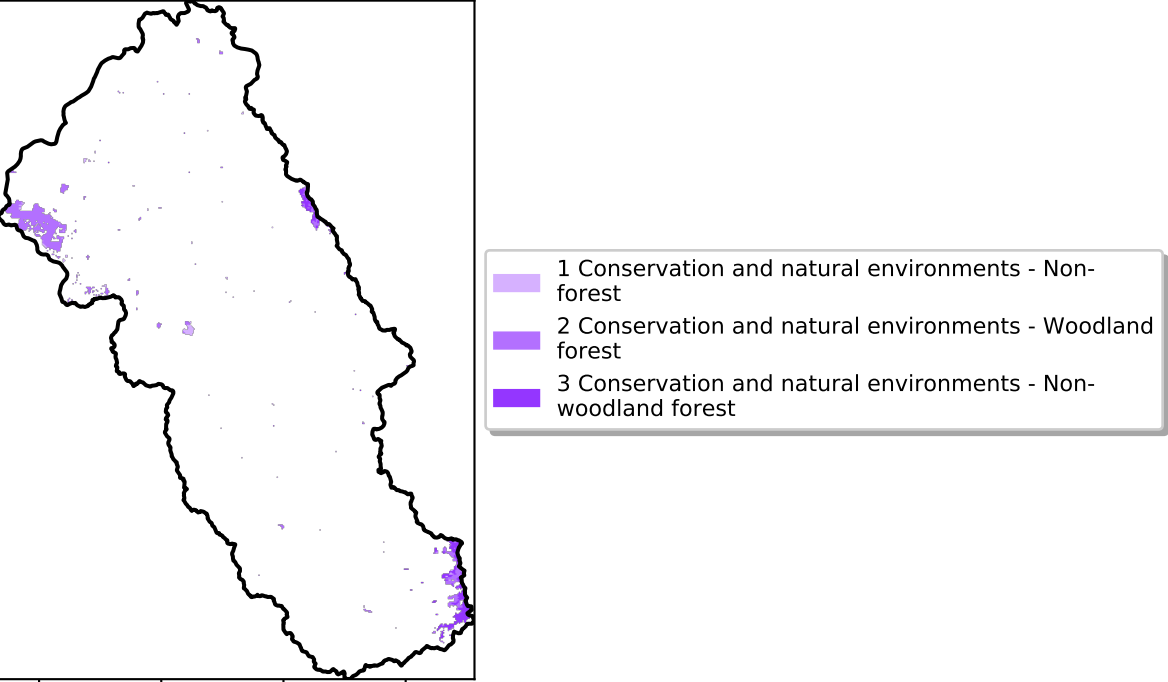 1 Conservation and natural environments - Non-
forest
2 Conservation and natural environments - Woodland
forest
3 Conservation and natural environments - Non-
woodland forest